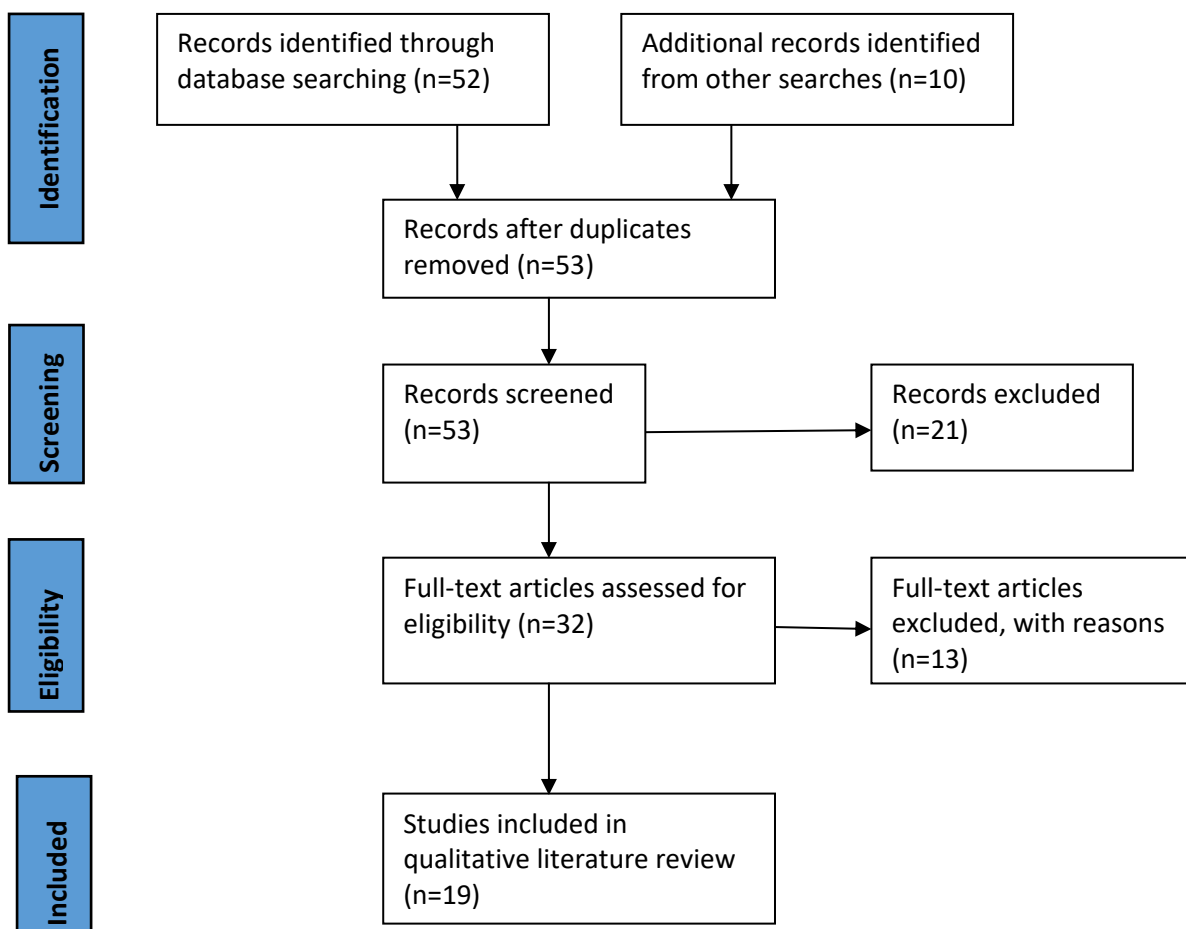 Identification
Records identified through
database searching (n=52)
Additional records identified
from other searches (n=10)
Records after duplicates
removed (n=53)
Screening
Records screened
(n=53)
Records excluded
(n=21)
Eligibility
Full-text articles assessed for
eligibility (n=32)
Full-text articles
excluded, with reasons
(n=13)
Included
Studies included in
qualitative literature review
(n=19)